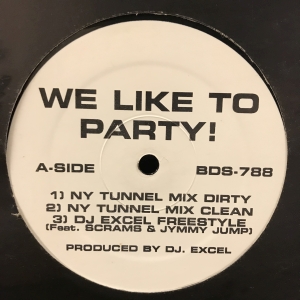 WE LIKE TO
PARTY!
A-SIDE BDS-788
1) NY TUNNEL MIX DIRTY
2) NY TUNNEL MIX CLEAN
3) DJ EXCEL FREESTYLE
(Feat. SCRAMS & JYMMY JUMP)
PRODUCED BY DJ. EXCEL